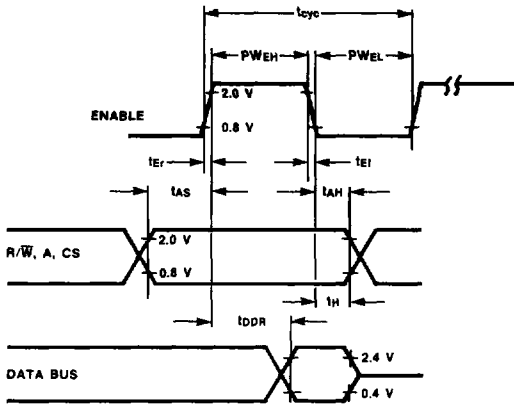 tcyc
PWEH PWEL
2.0 V
ENABLE
0.8 V
tEr tEf
tAS tAH
R/W̅, A, CS
2.0 V
0.8 V
tH
tDDR
DATA BUS
2.4 V
0.4 V